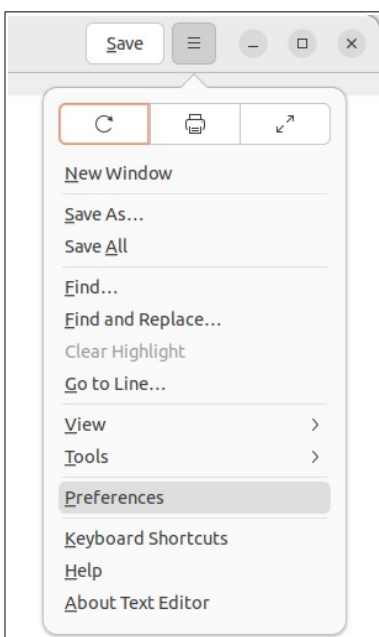 Save
New Window
Save As…
Save All
Find…
Find and Replace…
Clear Highlight
Go to Line…
View
Tools
Preferences
Keyboard Shortcuts
Help
About Text Editor